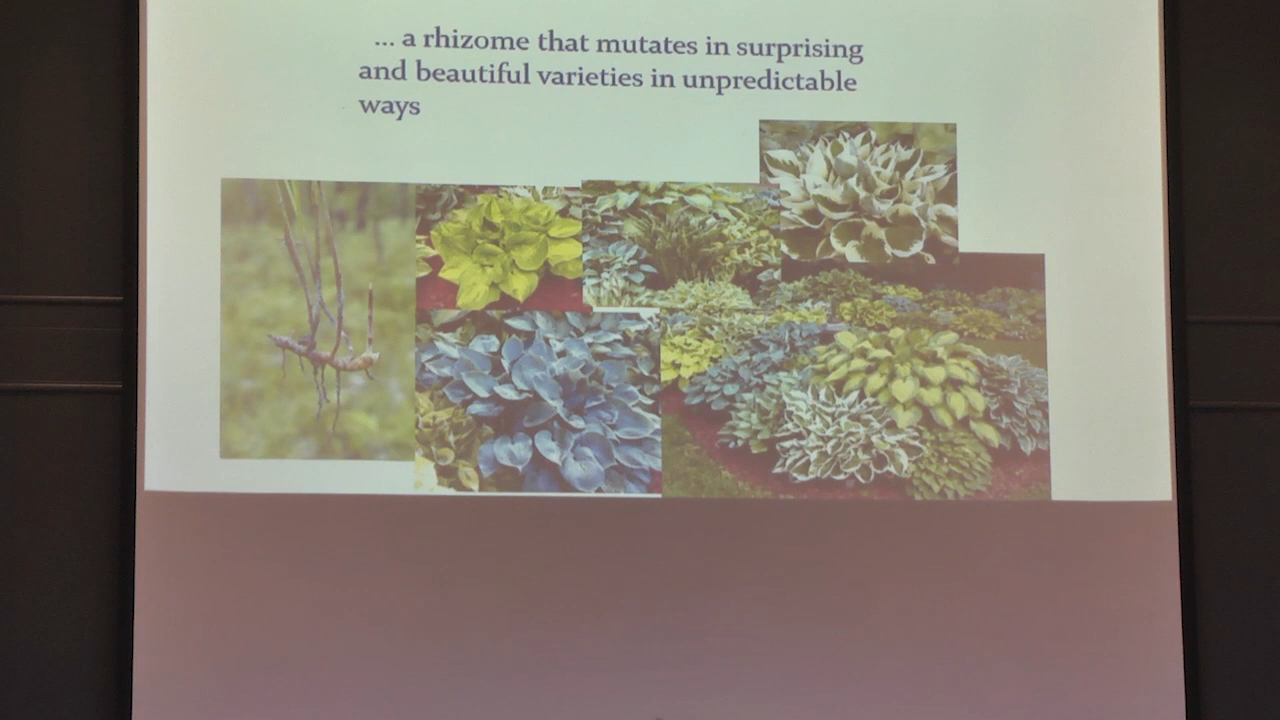 ... a rhizome that mutates in surprising
and beautiful varieties in unpredictable
ways